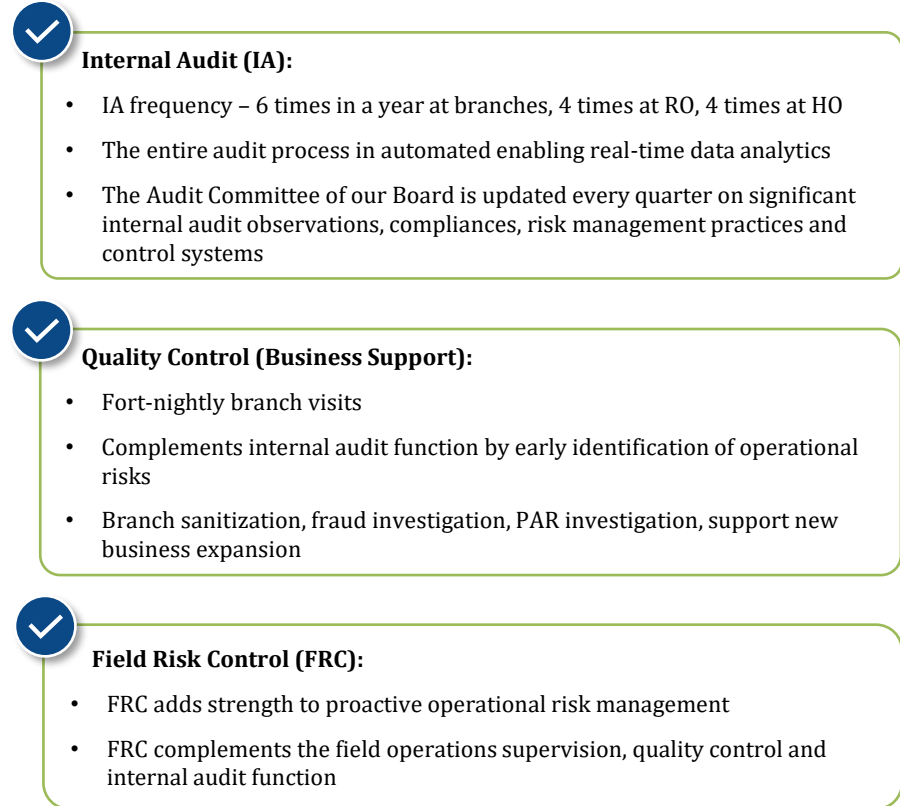 Internal Audit (IA):
• IA frequency – 6 times in a year at branches, 4 times at RO, 4 times at HO
• The entire audit process in automated enabling real-time data analytics
• The Audit Committee of our Board is updated every quarter on significant
internal audit observations, compliances, risk management practices and
control systems
Quality Control (Business Support):
• Fort-nightly branch visits
• Complements internal audit function by early identification of operational
risks
• Branch sanitization, fraud investigation, PAR investigation, support new
business expansion
Field Risk Control (FRC):
• FRC adds strength to proactive operational risk management
• FRC complements the field operations supervision, quality control and
internal audit function